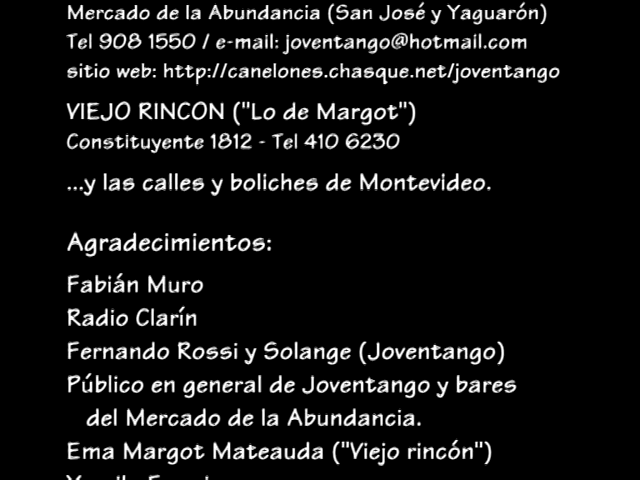 Mercado de la Abundancia (San José y Yaguarón)
Tel 908 1550 / e-mail: joventango@hotmail.com
sitio web: http://canelones.chasque.net/joventango
VIEJO RINCON ("Lo de Margot")
Constituyente 1812 - Tel 410 6230
...y las calles y boliches de Montevideo.
Agradecimientos:
Fabián Muro
Radio Clarín
Fernando Rossi y Solange (Joventango)
Público en general de Joventango y bares
del Mercado de la Abundancia.
Ema Margot Mateauda ("Viejo rincón")